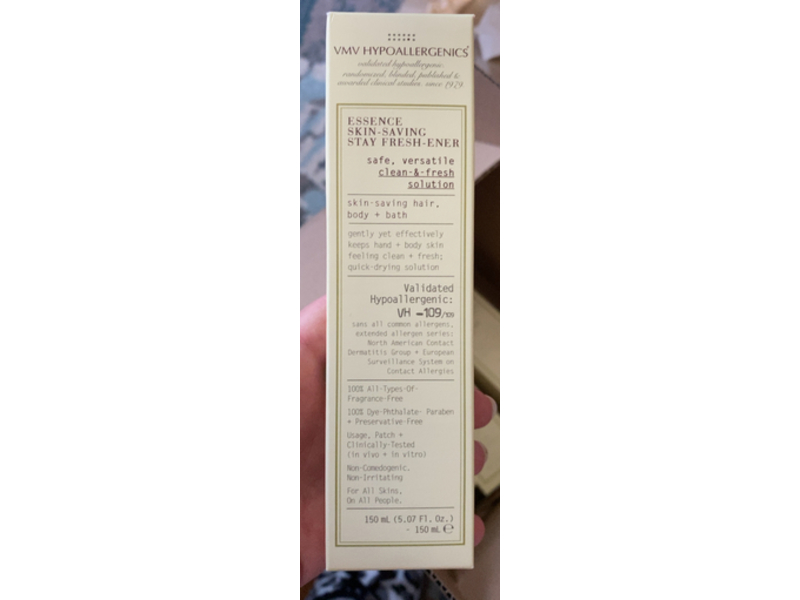 VMV HYPOALLERGENICS®
validated hypoallergenic.
randomized, blinded, published &
awarded clinical studies. since 1979.
ESSENCE
SKIN-SAVING
STAY FRESH-ENER
safe, versatile
clean-&-fresh
solution
skin-saving hair,
body + bath
gently yet effectively
keeps hand + body skin
feeling clean + fresh;
quick-drying solution
Validated
Hypoallergenic:
VH -109/109
sans all common allergens,
extended allergen series;
North American Contact
Dermatitis Group + European
Surveillance System on
Contact Allergies
100% All-Types-Of-
Fragrance-Free
100% Dye-Phthalate- Paraben
+ Preservative-Free
Usage, Patch +
Clinically-Tested
(in vivo + in vitro)
Non-Comedogenic.
Non-Irritating
For All Skins,
On All People.
150 mL (5.07 Fl. Oz.)
- 150 mL ℮